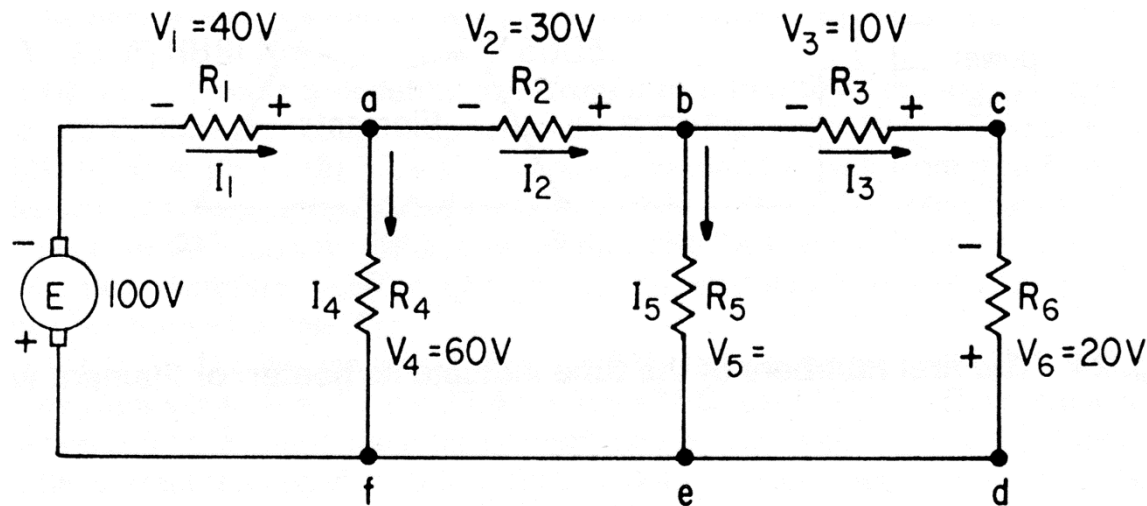 V₁ = 40V V₂ = 30V V₃ = 10V
− R₁ + a − R₂ + b − R₃ + c
I₁ I₂ I₃
− E 100V +
I₄ R₄ I₅ R₅ − R₆
V₄ = 60V V₅ = + V₆ = 20V
f e d